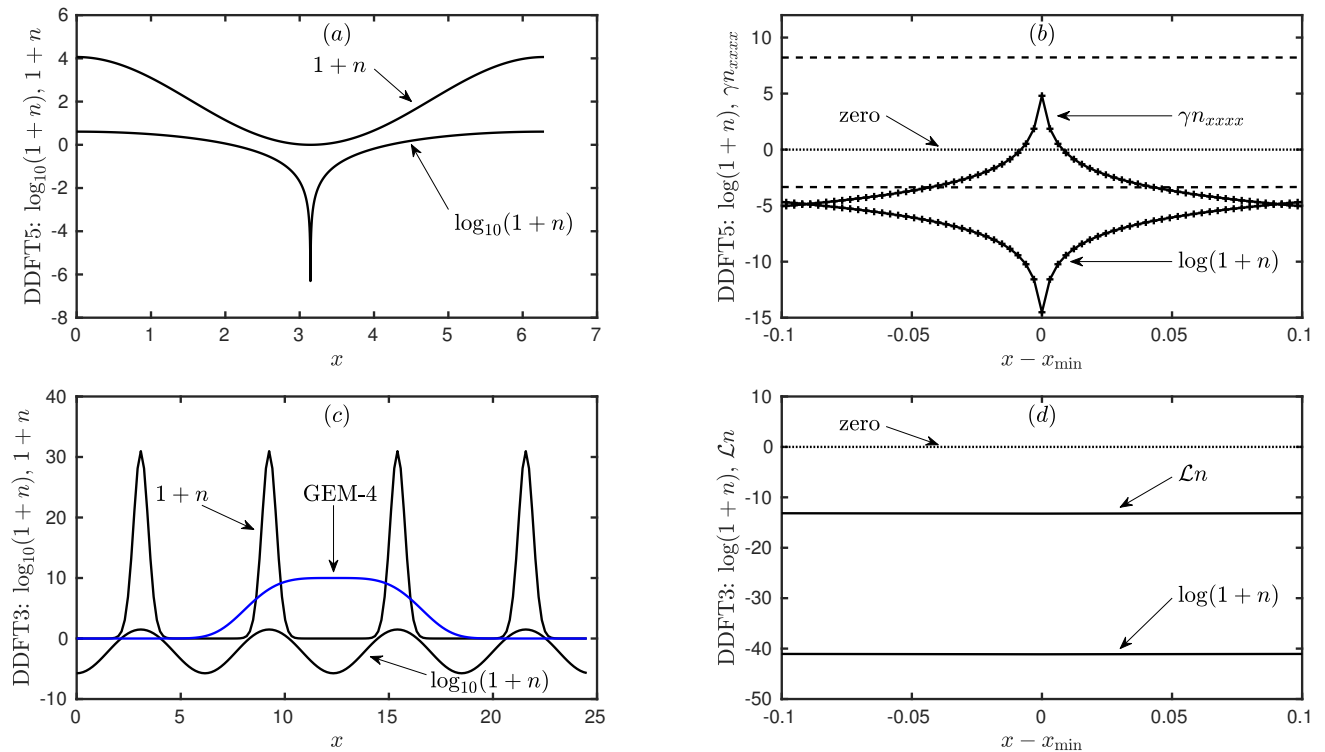 (a)
DDFT5: log₁₀(1 + n), 1 + n
6
4
2
0
-2
-4
-6
-8
1 + n
log₁₀(1 + n)
0 1 2 3 4 5 6 7
x
(b)
DDFT5: log(1 + n), γnₓₓₓₓ
10
5
0
-5
-10
-15
zero
γnₓₓₓₓ
log(1 + n)
-0.1 -0.05 0 0.05 0.1
x − x_min
(c)
DDFT3: log₁₀(1 + n), 1 + n
40
30
20
10
0
-10
1 + n
GEM-4
log₁₀(1 + n)
0 5 10 15 20 25
x
(d)
DDFT3: log(1 + n), ℒn
10
0
-10
-20
-30
-40
-50
zero
ℒn
log(1 + n)
-0.1 -0.05 0 0.05 0.1
x − x_min